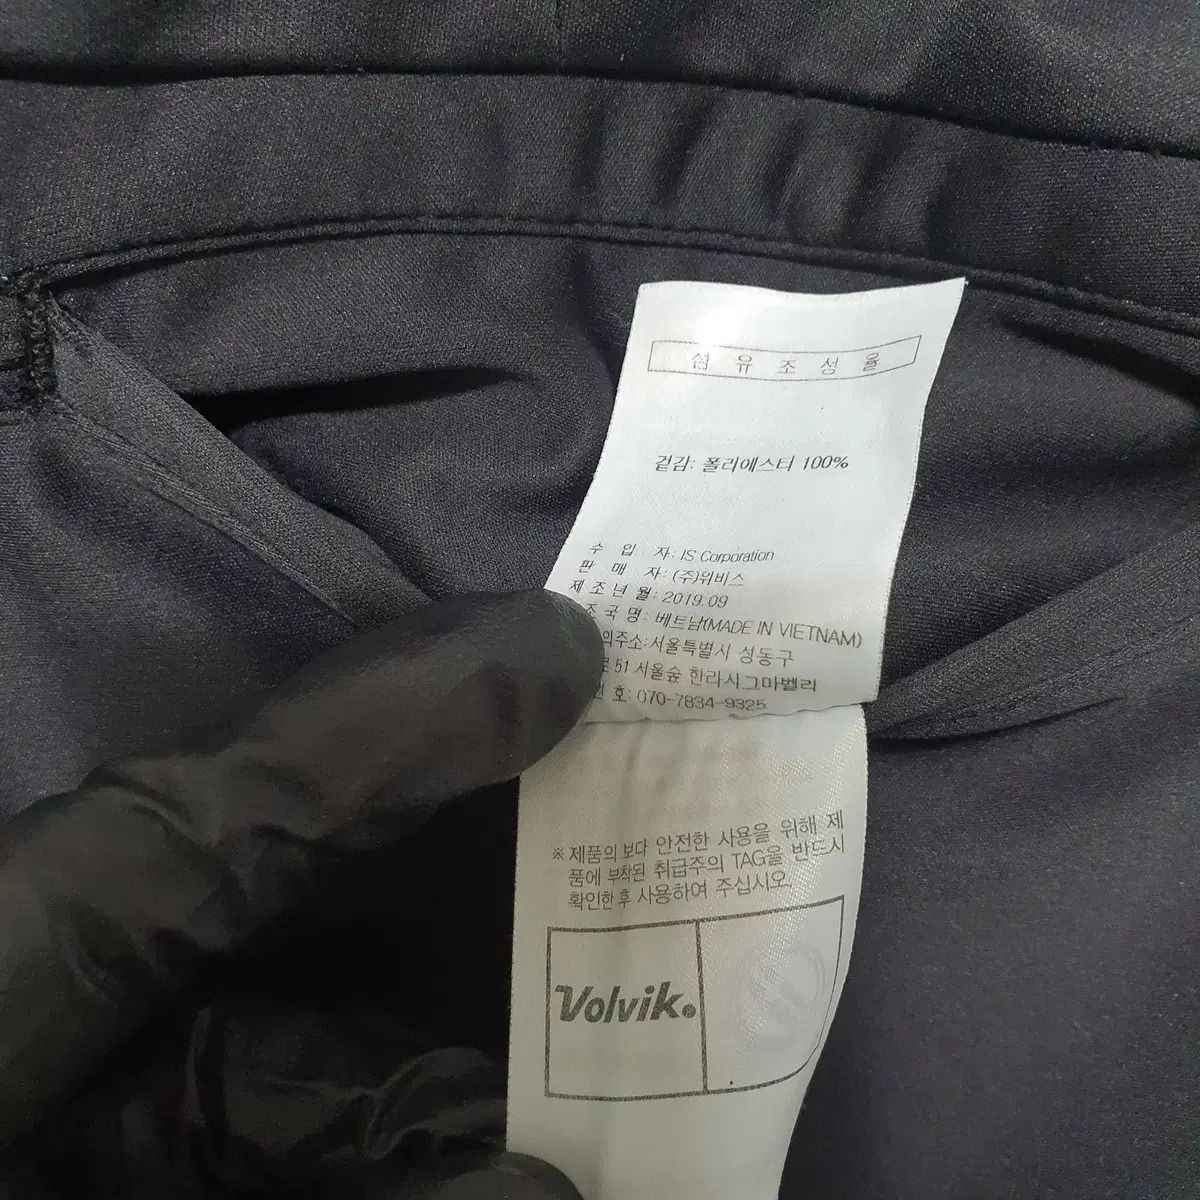 섬 유 조 성 율
겉감: 폴리에스터 100%
수 입 자: IS Corporation
판 매 자: (주)위비스
제 조 년 월: 2019.09
조 국 명: 베트남(MADE IN VIETNAM)
의주소:서울특별시 성동구
로 51 서울숲 한라시그마밸리
호: 070-7834-9325
※ 제품의 보다 안전한 사용을 위해 제
품에 부착된 취급주의 TAG을 반드시
확인한후 사용하여 주십시오.
Volvik.